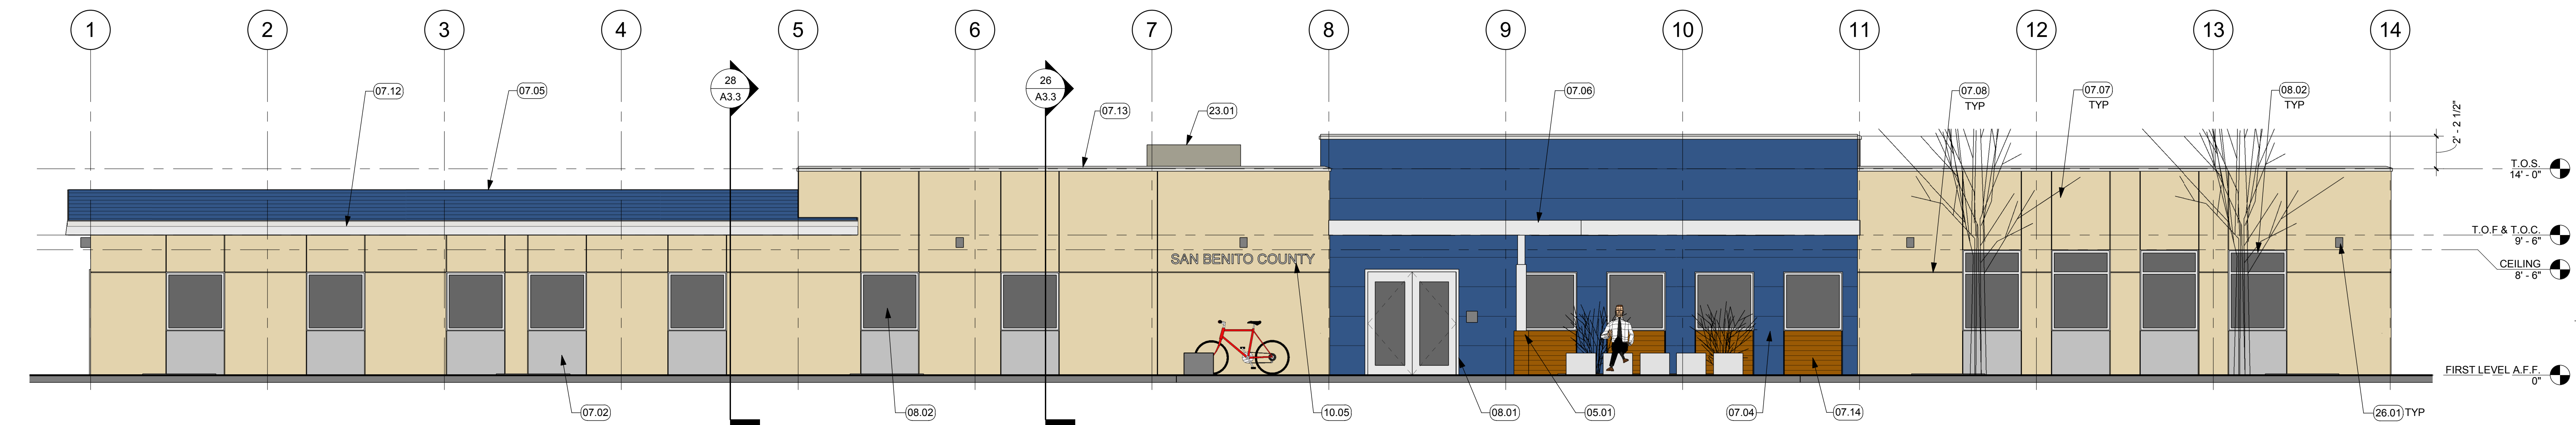 1 2 3 4 5 6 7 8 9 10 11 12 13 14
28
A3.3
26
A3.3
07.12
07.05
07.13
23.01
07.06
07.08
TYP
07.07
TYP
08.02
TYP
2' - 2 1/2"
T.O.S.
14' - 0"
T.O.F & T.O.C.
9' - 6"
SAN BENITO COUNTY
CEILING
8' - 6"
FIRST LEVEL A.F.F.
0"
07.02
08.02
10.05
08.01
05.01
07.04
07.14
26.01 TYP